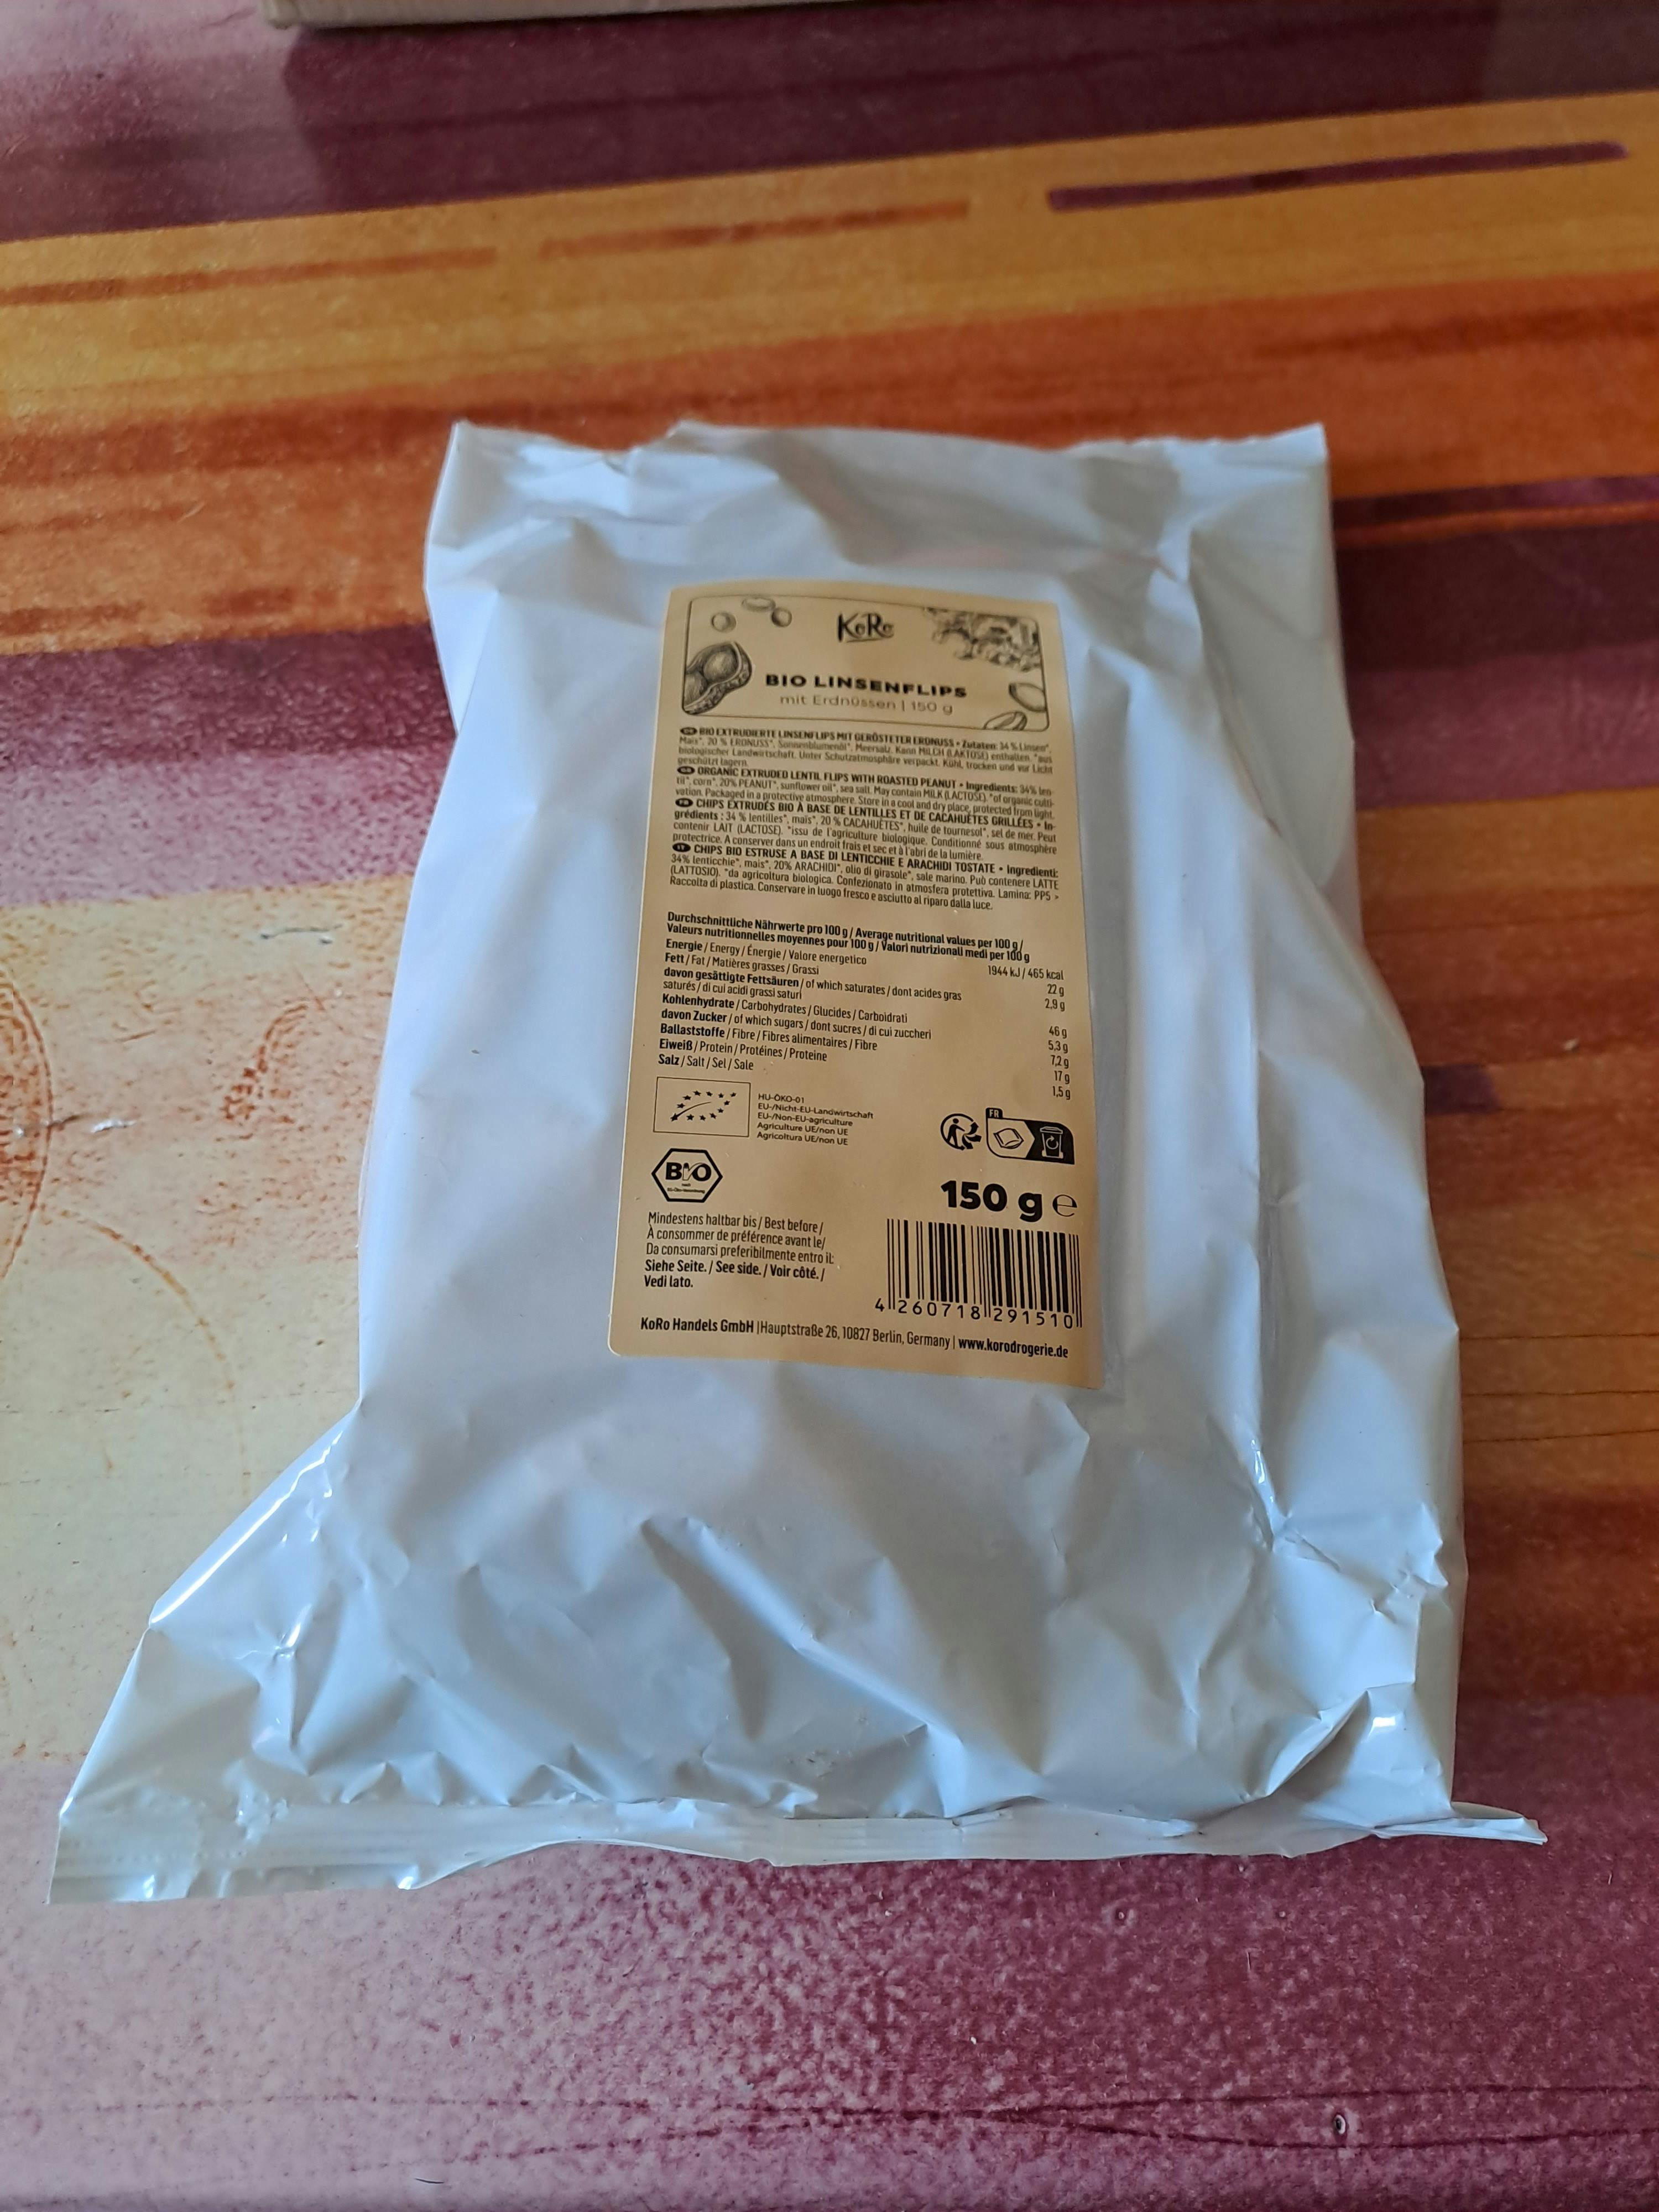 KoRo
BIO LINSENFLIPS
mit Erdnüssen | 150 g
DE BIO EXTRUDIERTE LINSENFLIPS MIT GERÖSTETER ERDNUSS • Zutaten: 34 % Linsen*,
Mais*, 20 % ERDNUSS*, Sonnenblumenöl*, Meersalz. Kann MILCH (LAKTOSE) enthalten. *aus
biologischer Landwirtschaft. Unter Schutzatmosphäre verpackt. Kühl, trocken und vor Licht
geschützt lagern.
ORGANIC EXTRUDED LENTIL FLIPS WITH ROASTED PEANUT • Ingredients: 34% len-
til*, corn*, 20% PEANUT*, sunflower oil*, sea salt. May contain MILK (LACTOSE). *of organic culti-
vation. Packaged in a protective atmosphere. Store in a cool and dry place, protected from light.
FR CHIPS EXTRUDÉS BIO À BASE DE LENTILLES ET DE CACAHUÈTES GRILLÉES • In-
grédients : 34 % lentilles*, maïs*, 20 % CACAHUÈTES*, huile de tournesol*, sel de mer. Peut
contenir LAIT (LACTOSE). *issu de l'agriculture biologique. Conditionné sous atmosphère
protectrice. A conserver dans un endroit frais et sec et à l'abri de la lumière.
IT CHIPS BIO ESTRUSE A BASE DI LENTICCHIE E ARACHIDI TOSTATE • Ingredienti:
34% lenticchie*, mais*, 20% ARACHIDI*, olio di girasole*, sale marino. Può contenere LATTE
(LATTOSIO). *da agricoltura biologica. Confezionato in atmosfera protettiva. Lamina: PP5 >
Raccolta di plastica. Conservare in luogo fresco e asciutto al riparo dalla luce.
Durchschnittliche Nährwerte pro 100 g / Average nutritional values per 100 g /
Valeurs nutritionnelles moyennes pour 100 g / Valori nutrizionali medi per 100 g
Energie / Energy / Énergie / Valore energetico 1944 kJ / 465 kcal
Fett / Fat / Matières grasses / Grassi 22 g
davon gesättigte Fettsäuren / of which saturates / dont acides gras
saturés / di cui acidi grassi saturi 2,9 g
Kohlenhydrate / Carbohydrates / Glucides / Carboidrati 46 g
davon Zucker / of which sugars / dont sucres / di cui zuccheri 5,3 g
Ballaststoffe / Fibre / Fibres alimentaires / Fibre 7,2 g
Eiweiß / Protein / Protéines / Proteine 17 g
Salz / Salt / Sel / Sale 1,5 g
HU-ÖKO-01
EU-/Nicht-EU-Landwirtschaft
EU-/Non-EU-agriculture
Agriculture UE/non UE
Agricoltura UE/non UE
FR
BIO
150 g e
Mindestens haltbar bis / Best before /
À consommer de préférence avant le/
Da consumarsi preferibilmente entro il:
Siehe Seite. / See side. / Voir côté. /
Vedi lato.
4 260718 291510
KoRo Handels GmbH | Hauptstraße 26, 10827 Berlin, Germany | www.korodrogerie.de